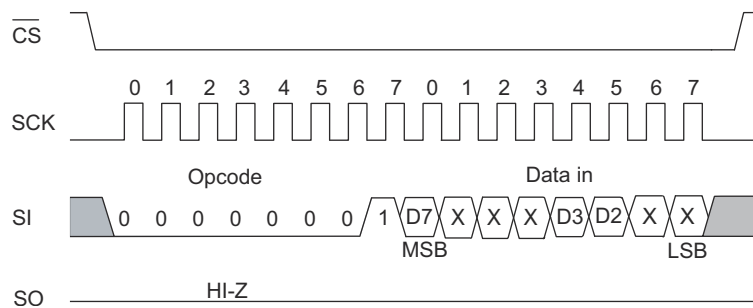 CS
0 1 2 3 4 5 6 7 0 1 2 3 4 5 6 7
SCK
Opcode Data in
SI 0 0 0 0 0 0 0 1 D7 X X X D3 D2 X X
MSB LSB
HI-Z
SO